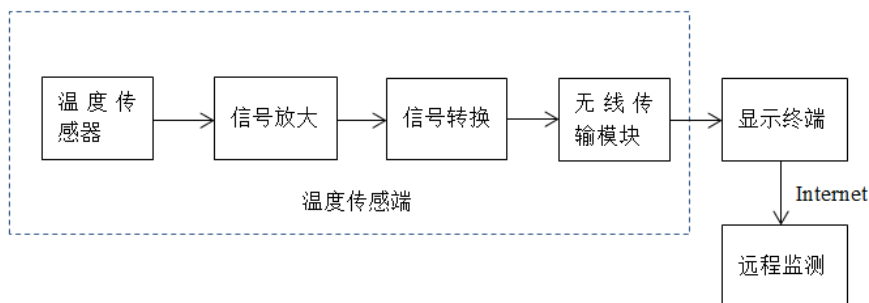 温度传
感器
信号放大
信号转换
无线传
输模块
显示终端
温度传感端
Internet
远程监测